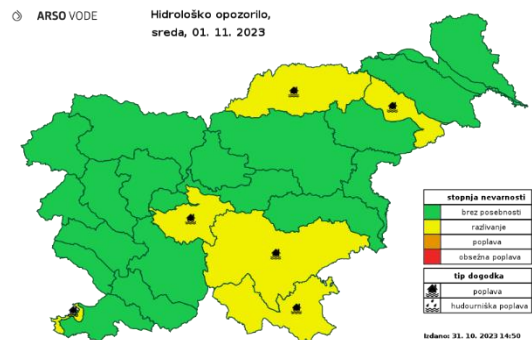 ARSO VODE
Hidrološko opozorilo,
sreda, 01. 11. 2023
stopnja nevarnosti
brez posebnosti
razlivanje
poplava
obsežna poplava
tip dogodka
poplava
hudourniška poplava
Izdano: 31. 10. 2023 14:50